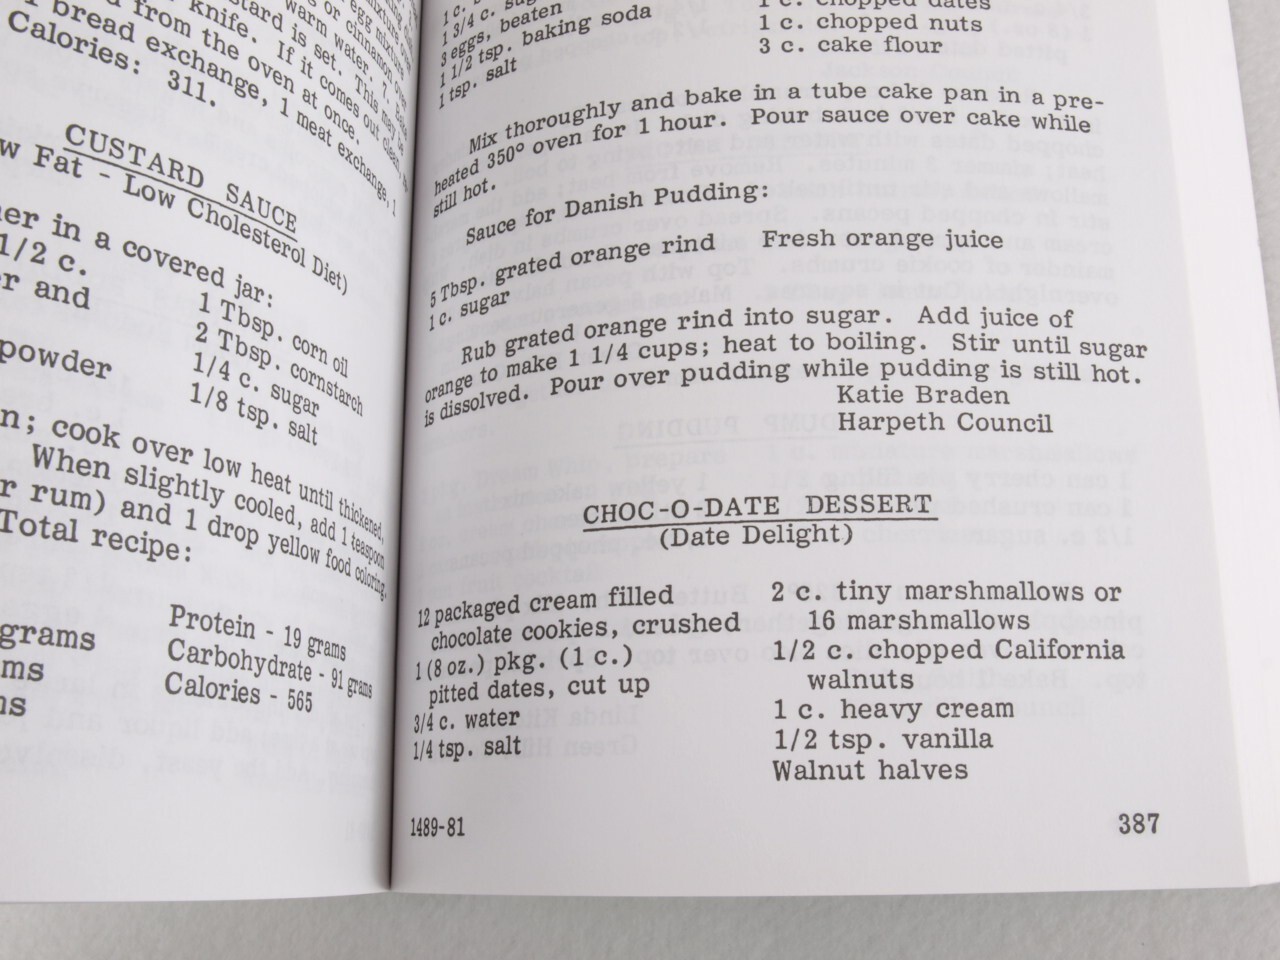 knife. If it comes out clean,
from the oven at once.
bread exchange, 1 meat exchange, 1
Calories: 311.
CUSTARD SAUCE
Fat - Low Cholesterol Diet)
in a covered jar:
1/2 c.
and
1 Tbsp. corn oil
2 Tbsp. cornstarch
powder
1/4 c. sugar
1/8 tsp. salt
cook over low heat until thickened,
When slightly cooled, add 1 teaspoon
rum) and 1 drop yellow food coloring.
Total recipe:
Protein - 19 grams
grams
Carbohydrate - 91 grams
Calories - 565
1 3/4 c.
3 eggs, beaten
1 1/2 tsp. baking soda
1 tsp. salt
1 c. chopped dates
1 c. chopped nuts
3 c. cake flour
Mix thoroughly and bake in a tube cake pan in a pre-
heated 350° oven for 1 hour. Pour sauce over cake while
still hot.
Sauce for Danish Pudding:
5 Tbsp. grated orange rind
1 c. sugar
Fresh orange juice
Rub grated orange rind into sugar. Add juice of
orange to make 1 1/4 cups; heat to boiling. Stir until sugar
is dissolved. Pour over pudding while pudding is still hot.
Katie Braden
Harpeth Council
CHOC-O-DATE DESSERT
(Date Delight)
12 packaged cream filled
chocolate cookies, crushed
1 (8 oz.) pkg. (1 c.)
pitted dates, cut up
3/4 c. water
1/4 tsp. salt
2 c. tiny marshmallows or
16 marshmallows
1/2 c. chopped California
walnuts
1 c. heavy cream
1/2 tsp. vanilla
Walnut halves
1489-81
387